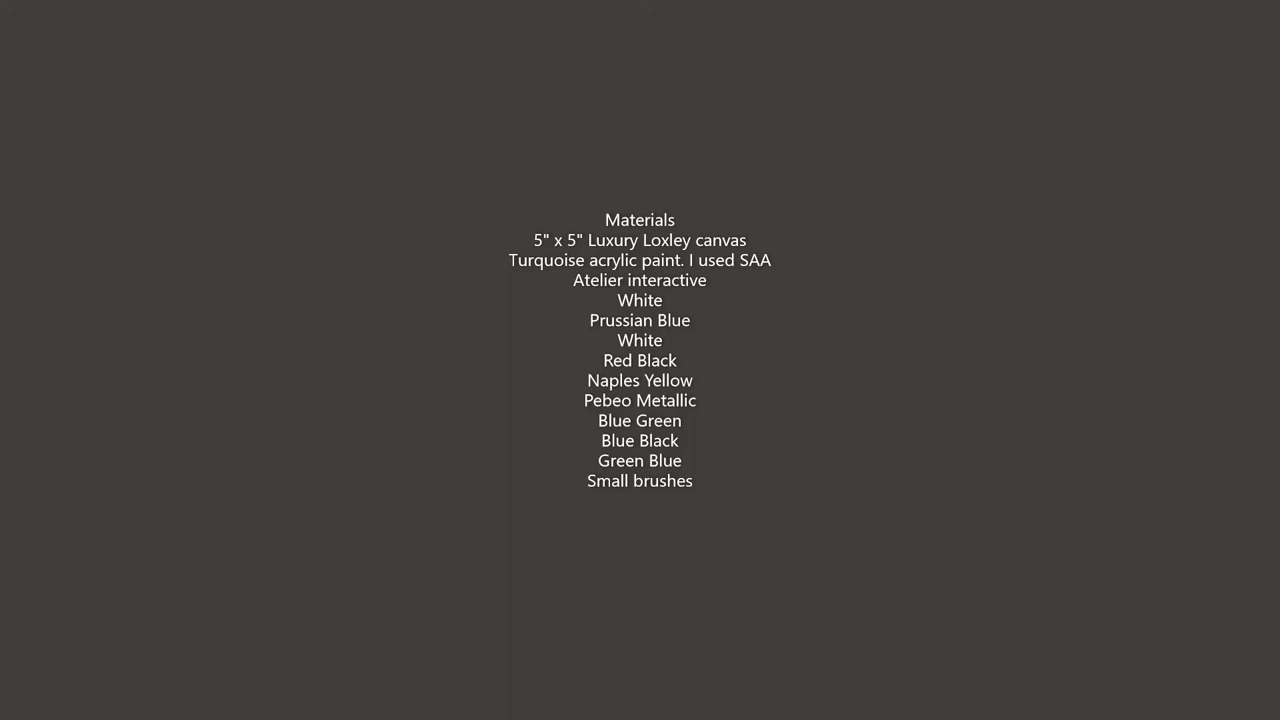 Materials
5" x 5" Luxury Loxley canvas
Turquoise acrylic paint. I used SAA
Atelier interactive
White
Prussian Blue
White
Red Black
Naples Yellow
Pebeo Metallic
Blue Green
Blue Black
Green Blue
Small brushes